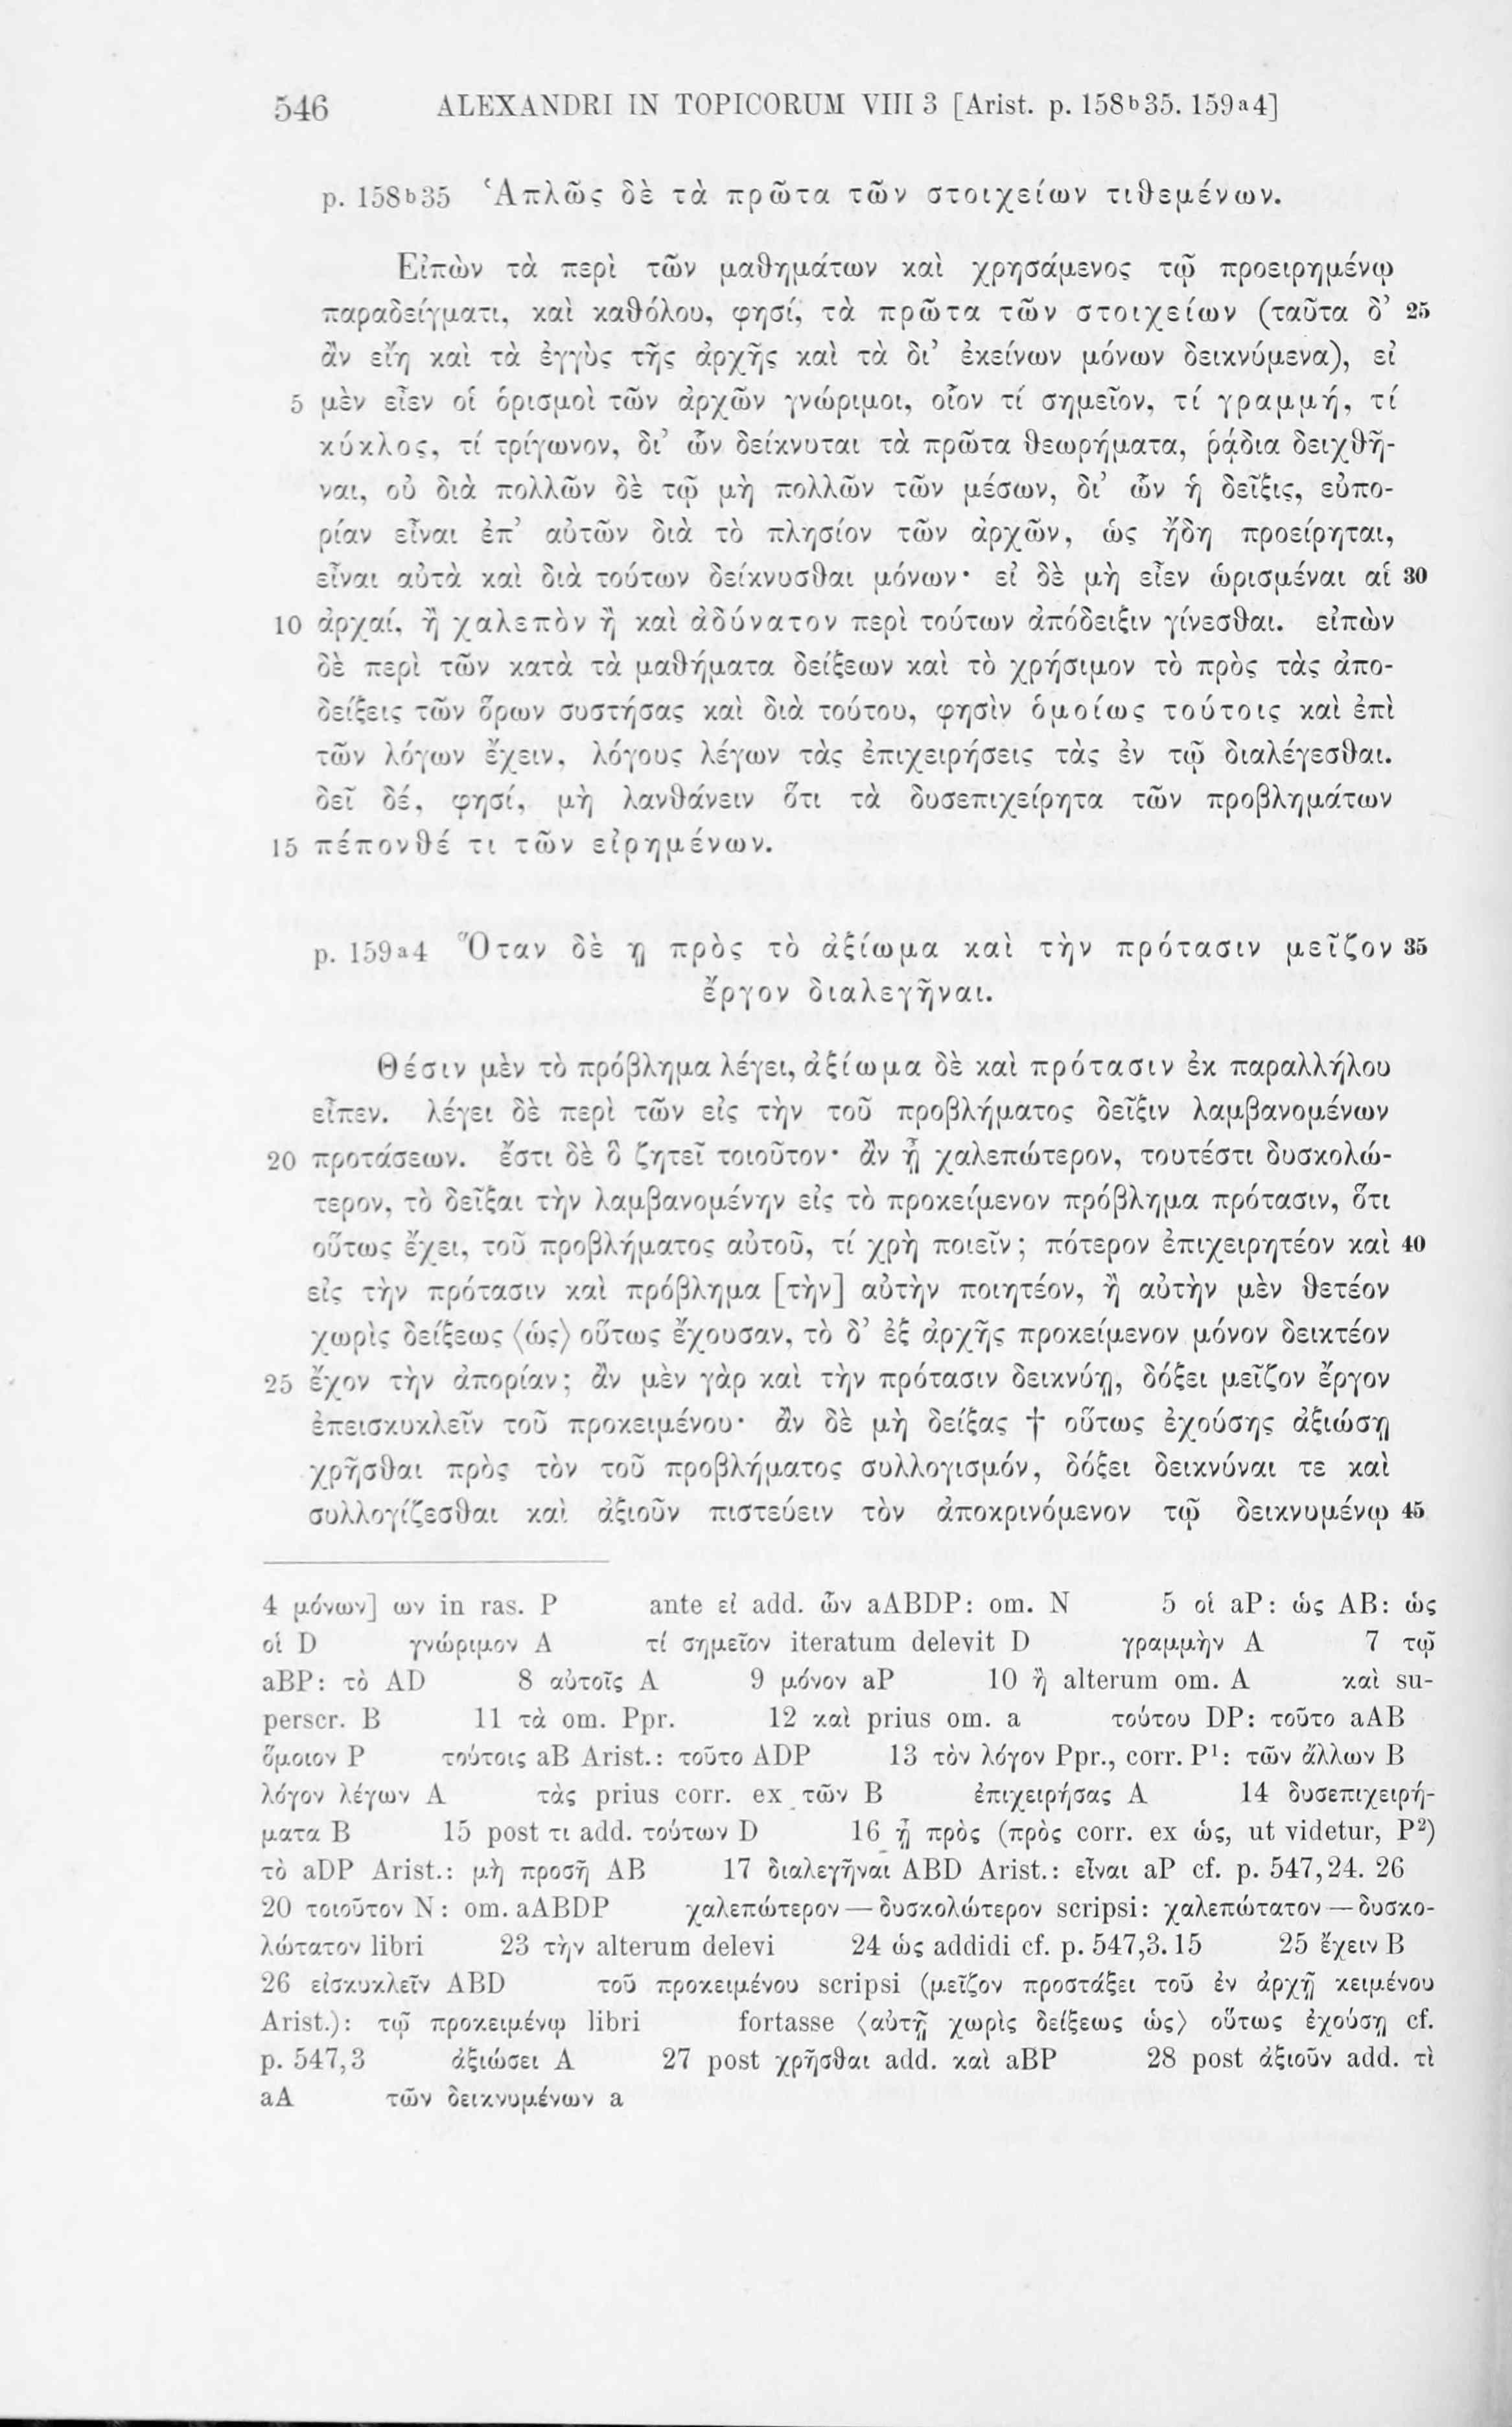 546 ALEXANDRI IN TOPICORUM VIII 3 [Arist. p. 158b35. 159a4]
p. 158b35 Ἁπλῶς δὲ τὰ πρῶτα τῶν στοιχείων τιθεμένων.
Εἰπὼν τὰ περὶ τῶν μαθημάτων καὶ χρησάμενος τῷ προειρημένῳ
παραδείγματι, καὶ καθόλου, φησί, τὰ πρῶτα τῶν στοιχείων (ταῦτα δ’ 25
ἂν εἴη καὶ τὰ ἐγγὺς τῆς ἀρχῆς καὶ τὰ δι’ ἐκείνων μόνων δεικνύμενα), εἰ
5 μὲν εἶεν οἱ ὁρισμοὶ τῶν ἀρχῶν γνώριμοι, οἷον τί σημεῖον, τί γραμμή, τί
κύκλος, τί τρίγωνον, δι’ ὧν δείκνυται τὰ πρῶτα θεωρήματα, ῥᾴδια δειχθῆ-
ναι, οὐ διὰ πολλῶν δὲ τῷ μὴ πολλῶν τῶν μέσων, δι’ ὧν ἡ δεῖξις, εὐπο-
ρίαν εἶναι ἐπ’ αὐτῶν διὰ τὸ πλησίον τῶν ἀρχῶν, ὡς ἤδη προείρηται,
εἶναι αὐτὰ καὶ διὰ τούτων δείκνυσθαι μόνων· εἰ δὲ μὴ εἶεν ὡρισμέναι αἱ 30
10 ἀρχαί, ἢ χαλεπὸν ἢ καὶ ἀδύνατον περὶ τούτων ἀπόδειξιν γίνεσθαι. εἰπὼν
δὲ περὶ τῶν κατὰ τὰ μαθήματα δείξεων καὶ τὸ χρήσιμον τὸ πρὸς τὰς ἀπο-
δείξεις τῶν ὅρων συστήσας καὶ διὰ τούτου, φησὶν ὁμοίως τούτοις καὶ ἐπὶ
τῶν λόγων ἔχειν, λόγους λέγων τὰς ἐπιχειρήσεις τὰς ἐν τῷ διαλέγεσθαι.
δεῖ δέ, φησί, μὴ λανθάνειν ὅτι τὰ δυσεπιχείρητα τῶν προβλημάτων
15 πέπονθέ τι τῶν εἰρημένων.
p. 159a4 Ὅταν δὲ ῃ πρὸς τὸ ἀξίωμα καὶ τὴν πρότασιν μεῖζον 35
ἔργον διαλεγῆναι.
Θέσιν μὲν τὸ πρόβλημα λέγει, ἀξίωμα δὲ καὶ πρότασιν ἐκ παραλλήλου
εἶπεν. λέγει δὲ περὶ τῶν εἰς τὴν τοῦ προβλήματος δεῖξιν λαμβανομένων
20 προτάσεων. ἔστι δὲ ὃ ζητεῖ τοιοῦτον· ἂν ᾖ χαλεπώτερον, τουτέστι δυσκολώ-
τερον, τὸ δεῖξαι τὴν λαμβανομένην εἰς τὸ προκείμενον πρόβλημα πρότασιν, ὅτι
οὕτως ἔχει, τοῦ προβλήματος αὐτοῦ, τί χρὴ ποιεῖν; πότερον ἐπιχειρητέον καὶ 40
εἰς τὴν πρότασιν καὶ πρόβλημα [τὴν] αὐτὴν ποιητέον, ἢ αὐτὴν μὲν θετέον
χωρὶς δείξεως ⟨ὡς⟩ οὕτως ἔχουσαν, τὸ δ’ ἐξ ἀρχῆς προκείμενον μόνον δεικτέον
25 ἔχον τὴν ἀπορίαν; ἂν μὲν γὰρ καὶ τὴν πρότασιν δεικνύῃ, δόξει μεῖζον ἔργον
ἐπεισκυκλεῖν τοῦ προκειμένου· ἂν δὲ μὴ δείξας † οὕτως ἐχούσης ἀξιώσῃ
χρῆσθαι πρὸς τὸν τοῦ προβλήματος συλλογισμόν, δόξει δεικνύναι τε καὶ
συλλογίζεσθαι καὶ ἀξιοῦν πιστεύειν τὸν ἀποκρινόμενον τῷ δεικνυμένῳ 45
4 μόνων] ων in ras. P ante εἰ add. ὧν aABDP: om. N 5 οἱ aP: ὡς AB: ὡς
οἱ D γνώριμον A τί σημεῖον iteratum delevit D γραμμὴν A 7 τῷ
aBP: τὸ AD 8 αὐτοῖς A 9 μόνον aP 10 ἢ alterum om. A καὶ su-
perscr. B 11 τὰ om. Ppr. 12 καὶ prius om. a τούτου DP: τοῦτο aAB
ὅμοιον P τούτοις aB Arist.: τοῦτο ADP 13 τὸν λόγον Ppr., corr. P1: τῶν ἄλλων B
λόγον λέγων A τὰς prius corr. ex τῶν B ἐπιχειρήσας A 14 δυσεπιχειρή-
ματα B 15 post τι add. τούτων D 16 ᾖ πρὸς (πρὸς corr. ex ὡς, ut videtur, P2)
τὸ aDP Arist.: μὴ προσῇ AB 17 διαλεγῆναι ABD Arist.: εἶναι aP cf. p. 547,24. 26
20 τοιοῦτον N: om. aABDP χαλεπώτερον — δυσκολώτερον scripsi: χαλεπώτατον — δυσκο-
λώτατον libri 23 τὴν alterum delevi 24 ὡς addidi cf. p. 547,3. 15 25 ἔχειν B
26 εἰσκυκλεῖν ABD τοῦ προκειμένου scripsi (μεῖζον προστάξει τοῦ ἐν ἀρχῇ κειμένου
Arist.): τῷ προκειμένῳ libri fortasse ⟨αὐτῇ χωρὶς δείξεως ὡς⟩ οὕτως ἐχούσῃ cf.
p. 547,3 ἀξιώσει A 27 post χρῆσθαι add. καὶ aBP 28 post ἀξιοῦν add. τὶ
aA τῶν δεικνυμένων a